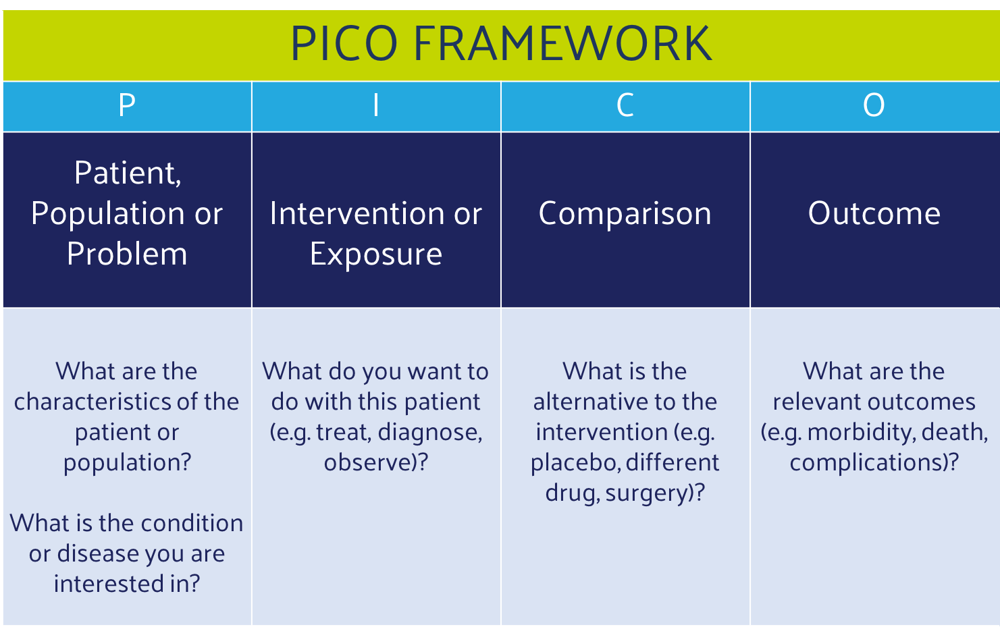 PICO FRAMEWORK
P
I
C
O
Patient,
Population or
Problem
Intervention or
Exposure
Comparison
Outcome
What are the
characteristics of the
patient or
population?
What is the condition
or disease you are
interested in?
What do you want to
do with this patient
(e.g. treat, diagnose,
observe)?
What is the
alternative to the
intervention (e.g.
placebo, different
drug, surgery)?
What are the
relevant outcomes
(e.g. morbidity, death,
complications)?